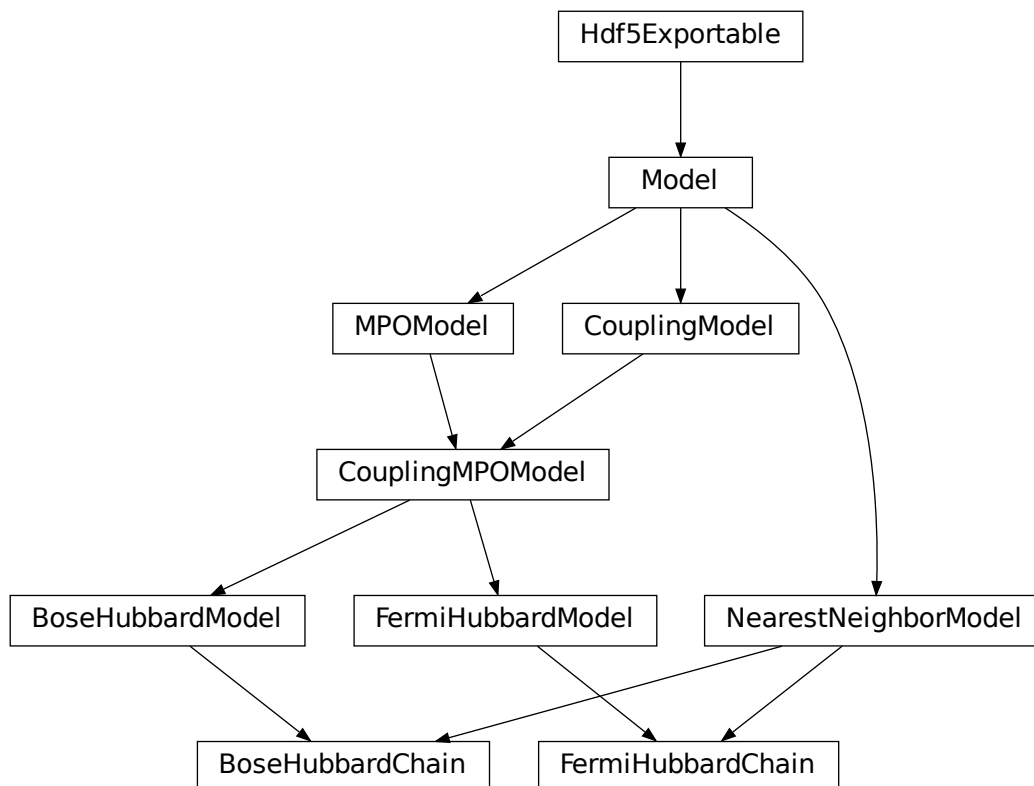 Hdf5Exportable
Model
MPOModel
CouplingModel
CouplingMPOModel
BoseHubbardModel
FermiHubbardModel
NearestNeighborModel
BoseHubbardChain
FermiHubbardChain